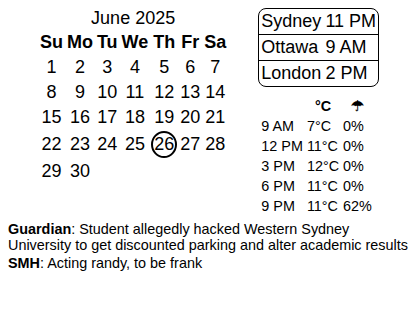 June 2025
Su Mo Tu We Th Fr Sa
1 2 3 4 5 6 7
8 9 10 11 12 13 14
15 16 17 18 19 20 21
22 23 24 25 26 27 28
29 30
Sydney 11 PM
Ottawa 9 AM
London 2 PM
°C ☂
9 AM 7°C 0%
12 PM 11°C 0%
3 PM 12°C 0%
6 PM 11°C 0%
9 PM 11°C 62%
Guardian: Student allegedly hacked Western Sydney
University to get discounted parking and alter academic results
SMH: Acting randy, to be frank